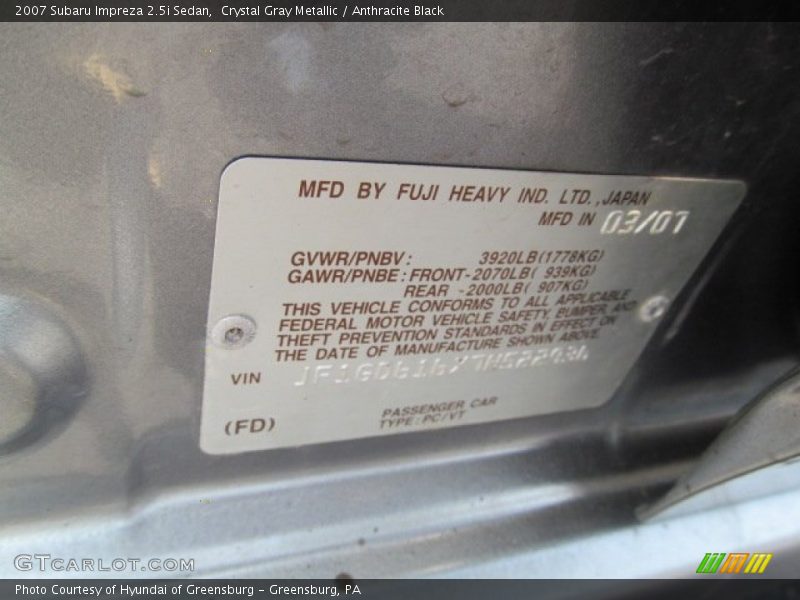 2007 Subaru Impreza 2.5i Sedan, Crystal Gray Metallic / Anthracite Black
MFD BY FUJI HEAVY IND. LTD., JAPAN
MFD IN 03/07
GVWR/PNBV: 3920LB(1778KG)
GAWR/PNBE: FRONT-2070LB( 939KG)
REAR -2000LB( 907KG)
THIS VEHICLE CONFORMS TO ALL APPLICABLE
FEDERAL MOTOR VEHICLE SAFETY, BUMPER, AND
THEFT PREVENTION STANDARDS IN EFFECT ON
THE DATE OF MANUFACTURE SHOWN ABOVE.
VIN
(FD)
PASSENGER CAR
TYPE: PC/VT
GTCARLOT.COM
Photo Courtesy of Hyundai of Greensburg - Greensburg, PA